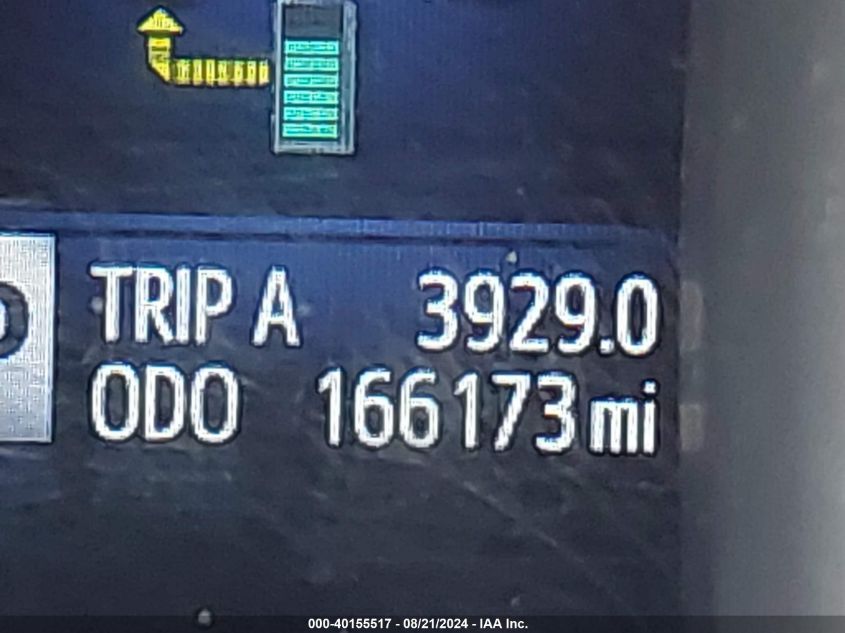 TRIP A 3929.0
ODO 166173 mi
000-40155517 - 08/21/2024 - IAA Inc.